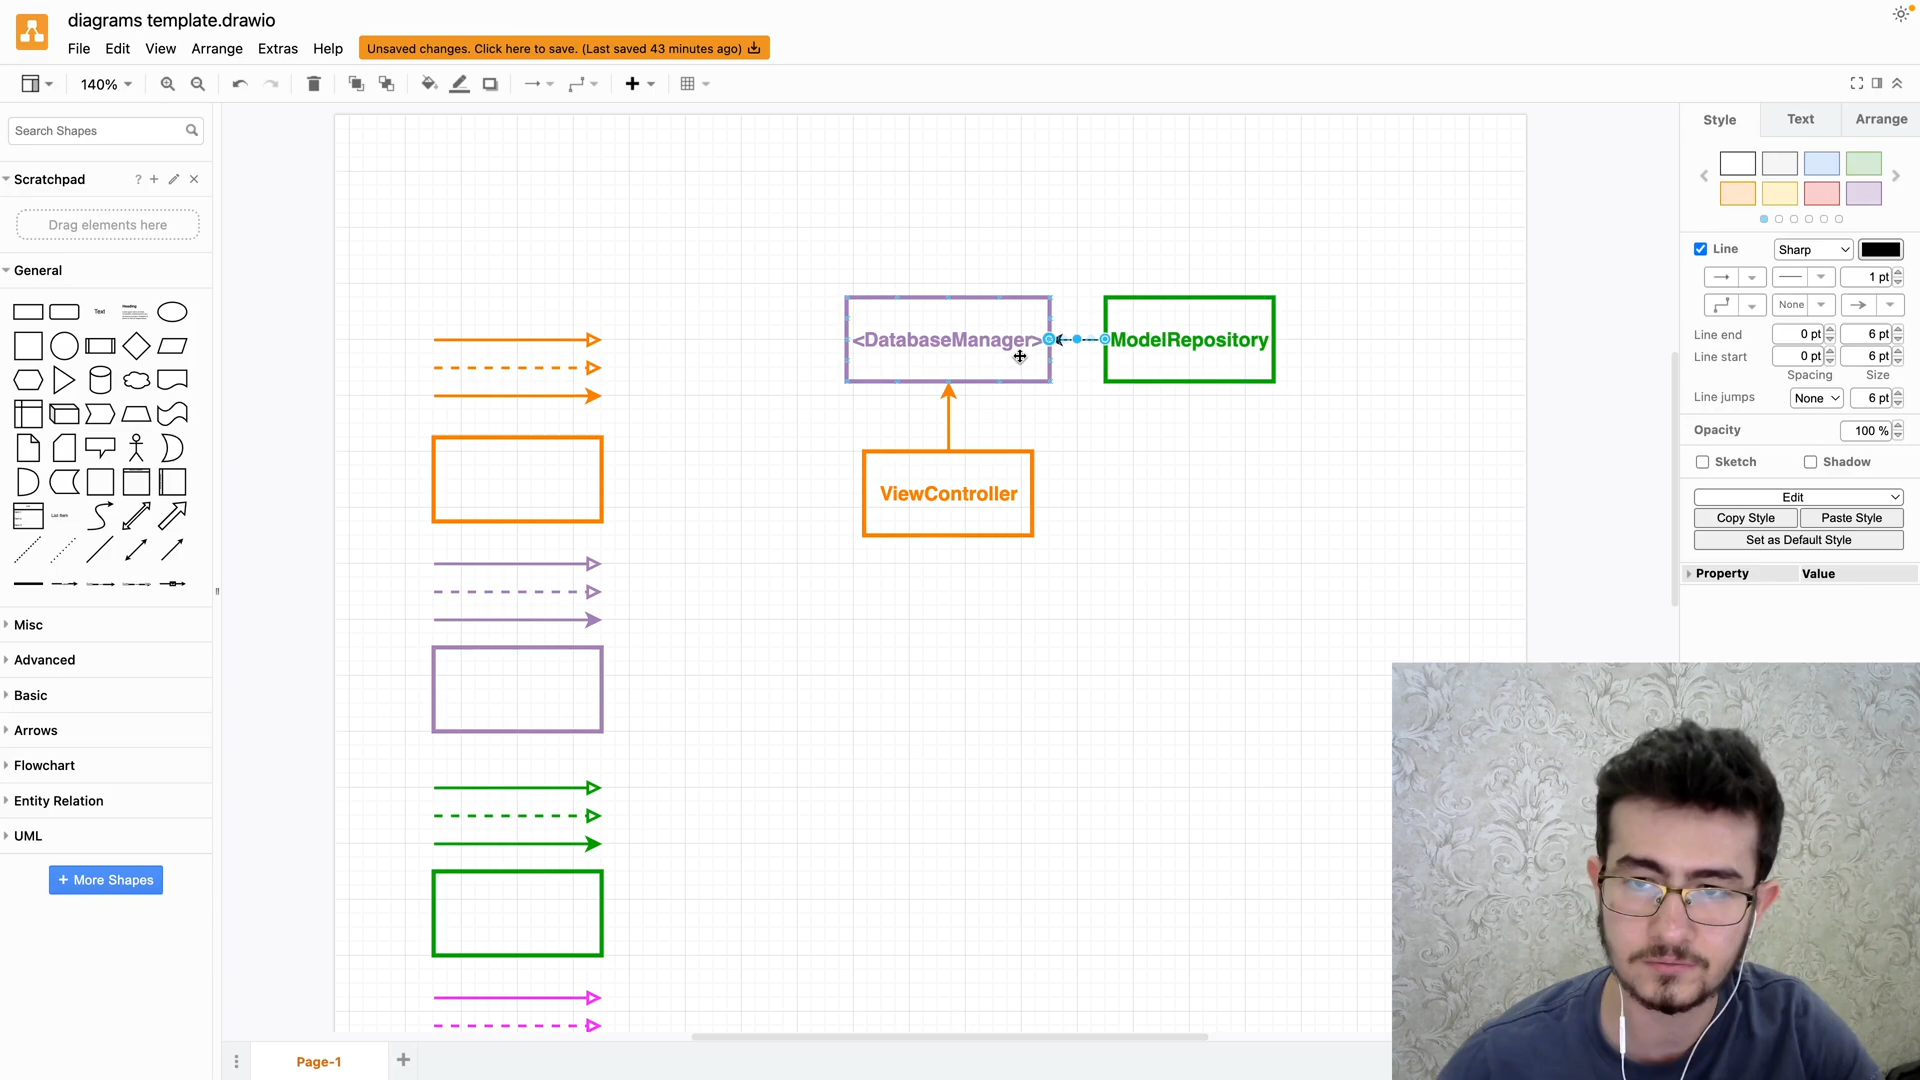 diagrams template.drawio
File Edit View Arrange Extras Help
Unsaved changes. Click here to save. (Last saved 43 minutes ago)
140%
Search Shapes
Scratchpad
?
Drag elements here
General
Text
Heading
List Item
Misc
Advanced
Basic
Arrows
Flowchart
Entity Relation
UML
+ More Shapes
<DatabaseManager>
ModelRepository
ViewController
Page-1
Style Text Arrange
Line Sharp
1 pt
None
Line end 0 pt 6 pt
Line start 0 pt 6 pt
Spacing Size
Line jumps None 6 pt
Opacity 100 %
Sketch Shadow
Edit
Copy Style Paste Style
Set as Default Style
Property Value